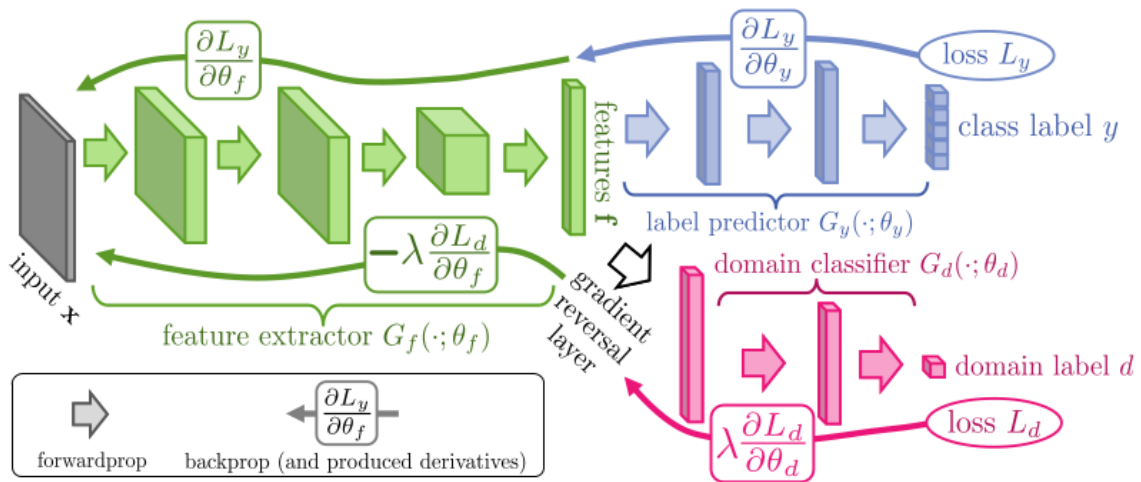 ∂L_y/∂θ_f
∂L_y/∂θ_y
loss L_y
input x
features f
class label y
label predictor G_y(·; θ_y)
−λ ∂L_d/∂θ_f
feature extractor G_f(·; θ_f)
gradient
reversal
layer
domain classifier G_d(·; θ_d)
domain label d
λ ∂L_d/∂θ_d
loss L_d
∂L_y/∂θ_f
forwardprop
backprop (and produced derivatives)